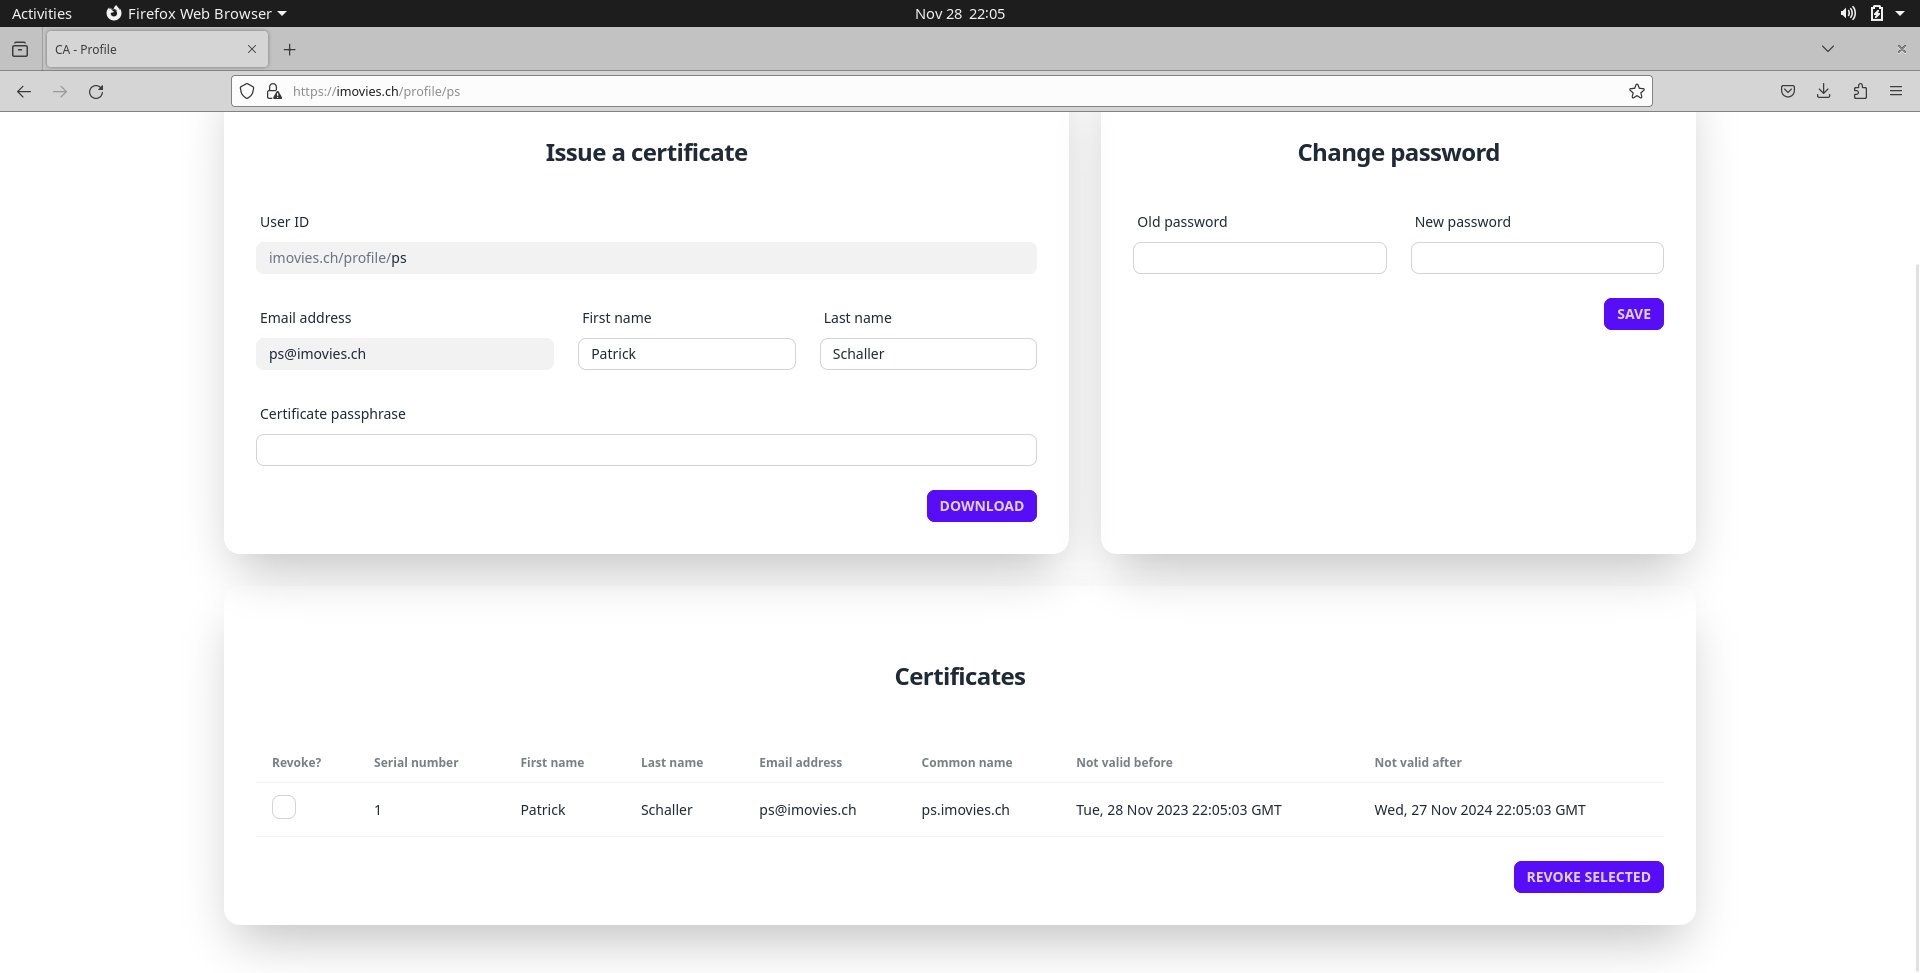 Activities Firefox Web Browser Nov 28 22:05
CA - Profile
https://imovies.ch/profile/ps
Issue a certificate
User ID
imovies.ch/profile/ps
Email address First name Last name
ps@imovies.ch Patrick Schaller
Certificate passphrase
DOWNLOAD
Change password
Old password New password
SAVE
Certificates
Revoke? Serial number First name Last name Email address Common name Not valid before Not valid after
1 Patrick Schaller ps@imovies.ch ps.imovies.ch Tue, 28 Nov 2023 22:05:03 GMT Wed, 27 Nov 2024 22:05:03 GMT
REVOKE SELECTED